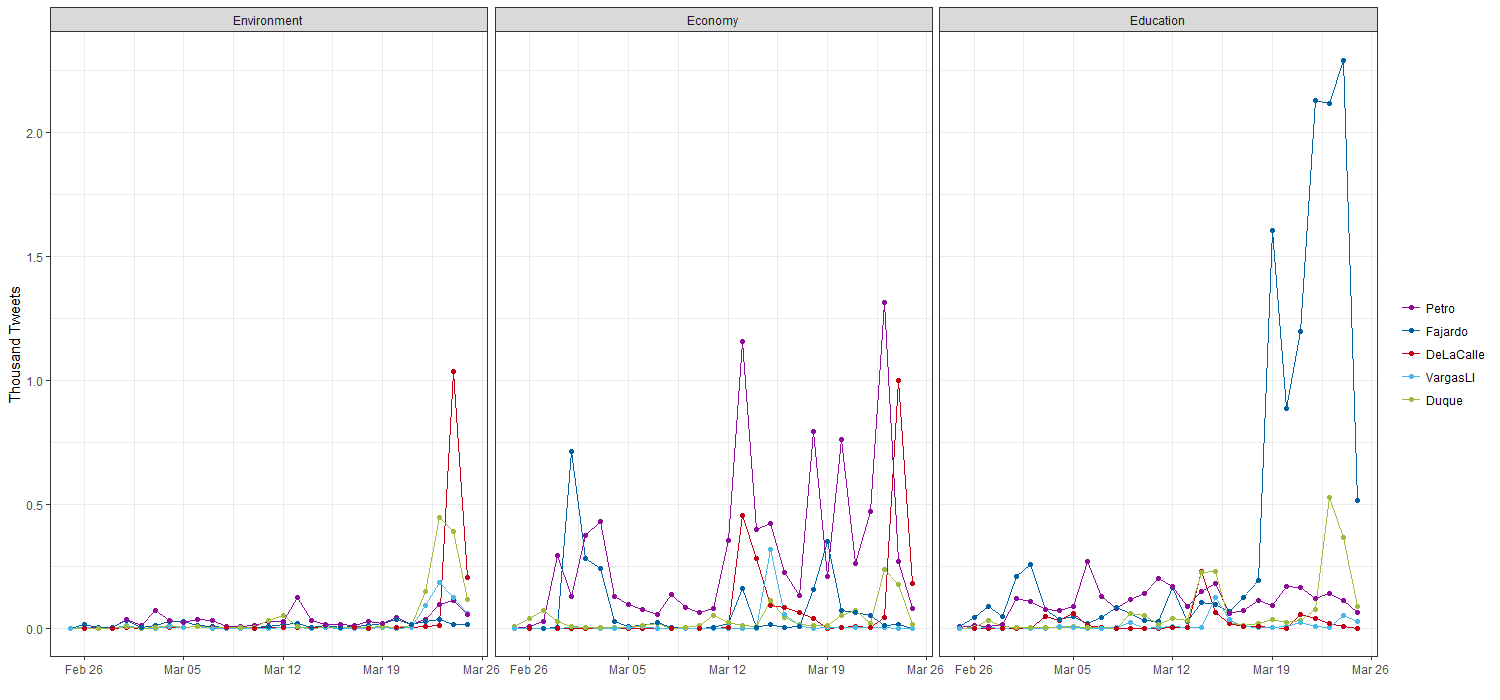 Environment
Economy
Education
Thousand Tweets
2.0
1.5
1.0
0.5
0.0
Feb 26
Mar 05
Mar 12
Mar 19
Mar 26
Feb 26
Mar 05
Mar 12
Mar 19
Mar 26
Feb 26
Mar 05
Mar 12
Mar 19
Mar 26
Petro
Fajardo
DeLaCalle
VargasLl
Duque